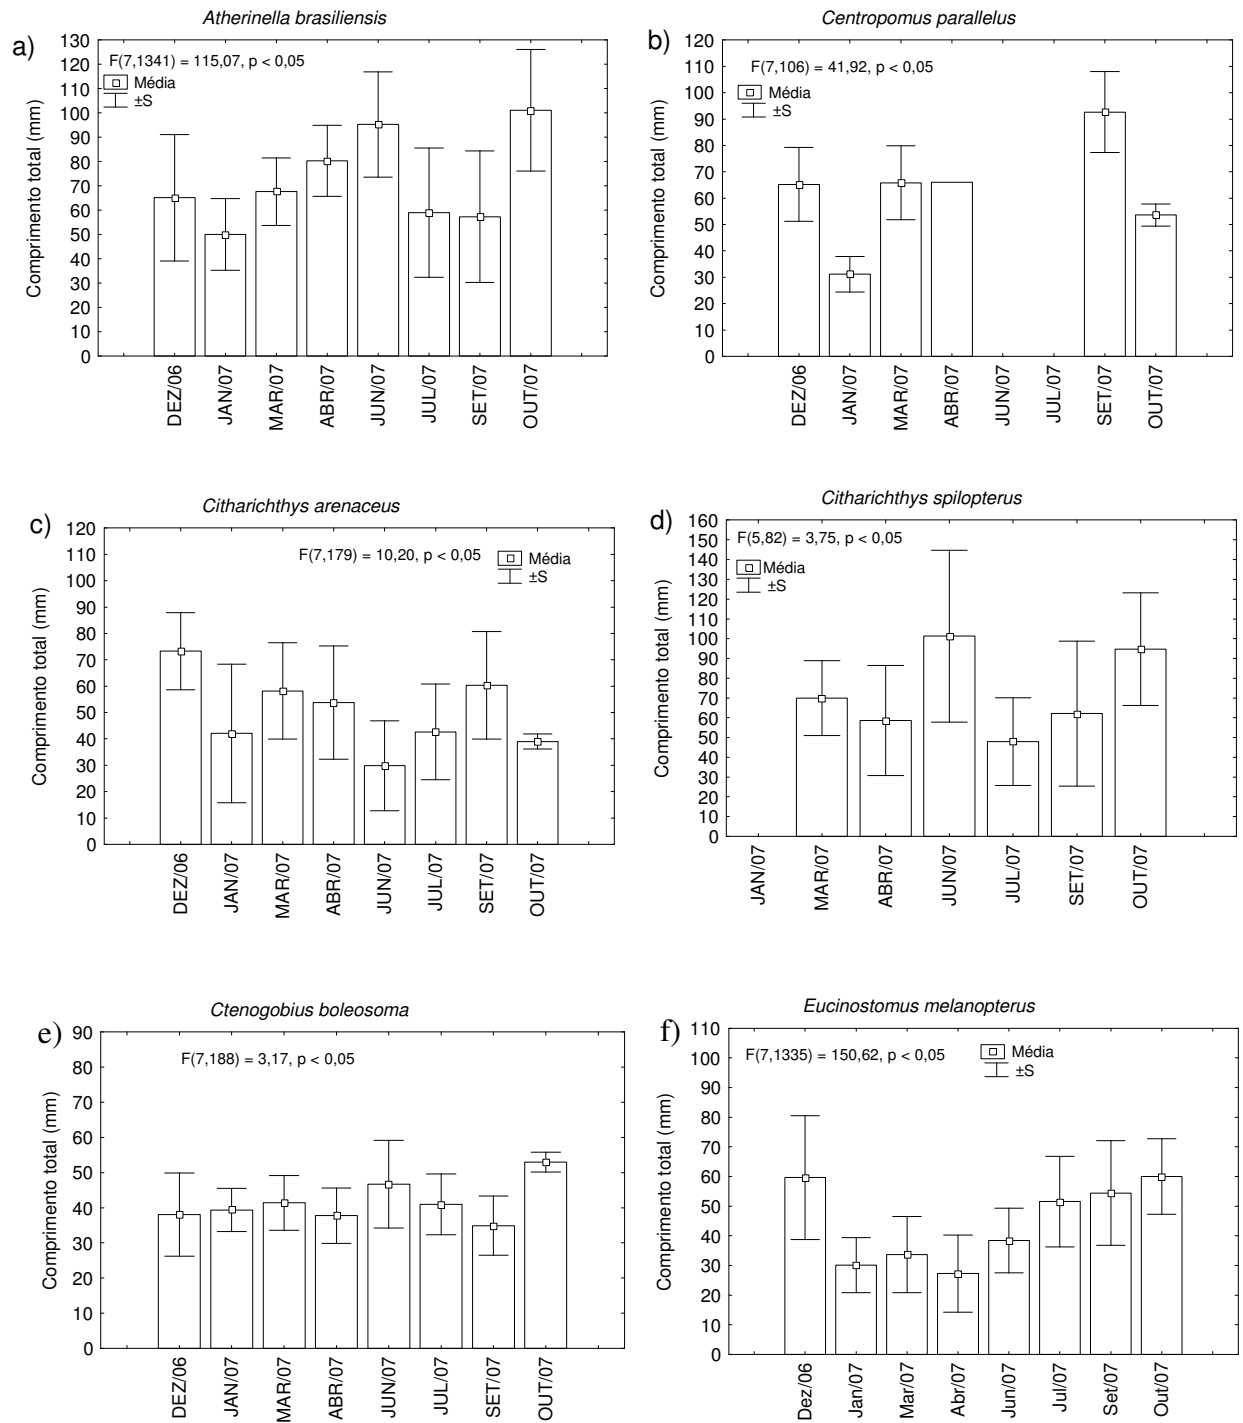 Atherinella brasiliensis
a)
F(7,1341) = 115,07, p < 0,05
Média
±S
Comprimento total (mm)
130
120
110
100
90
80
70
60
50
40
30
20
10
0
DEZ/06
JAN/07
MAR/07
ABR/07
JUN/07
JUL/07
SET/07
OUT/07
Centropomus parallelus
b)
F(7,106) = 41,92, p < 0,05
Média
±S
Comprimento total (mm)
120
110
100
90
80
70
60
50
40
30
20
10
0
DEZ/06
JAN/07
MAR/07
ABR/07
JUN/07
JUL/07
SET/07
OUT/07
Citharichthys arenaceus
c)
F(7,179) = 10,20, p < 0,05
Média
±S
Comprimento total (mm)
120
110
100
90
80
70
60
50
40
30
20
10
0
DEZ/06
JAN/07
MAR/07
ABR/07
JUN/07
JUL/07
SET/07
OUT/07
Citharichthys spilopterus
d)
F(5,82) = 3,75, p < 0,05
Média
±S
Comprimento total (mm)
160
150
140
130
120
110
100
90
80
70
60
50
40
30
20
10
0
JAN/07
MAR/07
ABR/07
JUN/07
JUL/07
SET/07
OUT/07
Ctenogobius boleosoma
e)
F(7,188) = 3,17, p < 0,05
Comprimento total (mm)
90
80
70
60
50
40
30
20
10
0
DEZ/06
JAN/07
MAR/07
ABR/07
JUN/07
JUL/07
SET/07
OUT/07
Eucinostomus melanopterus
f)
F(7,1335) = 150,62, p < 0,05
Média
±S
Comprimento total (mm)
110
100
90
80
70
60
50
40
30
20
10
0
Dez/06
Jan/07
Mar/07
Abr/07
Jun/07
Jul/07
Set/07
Out/07